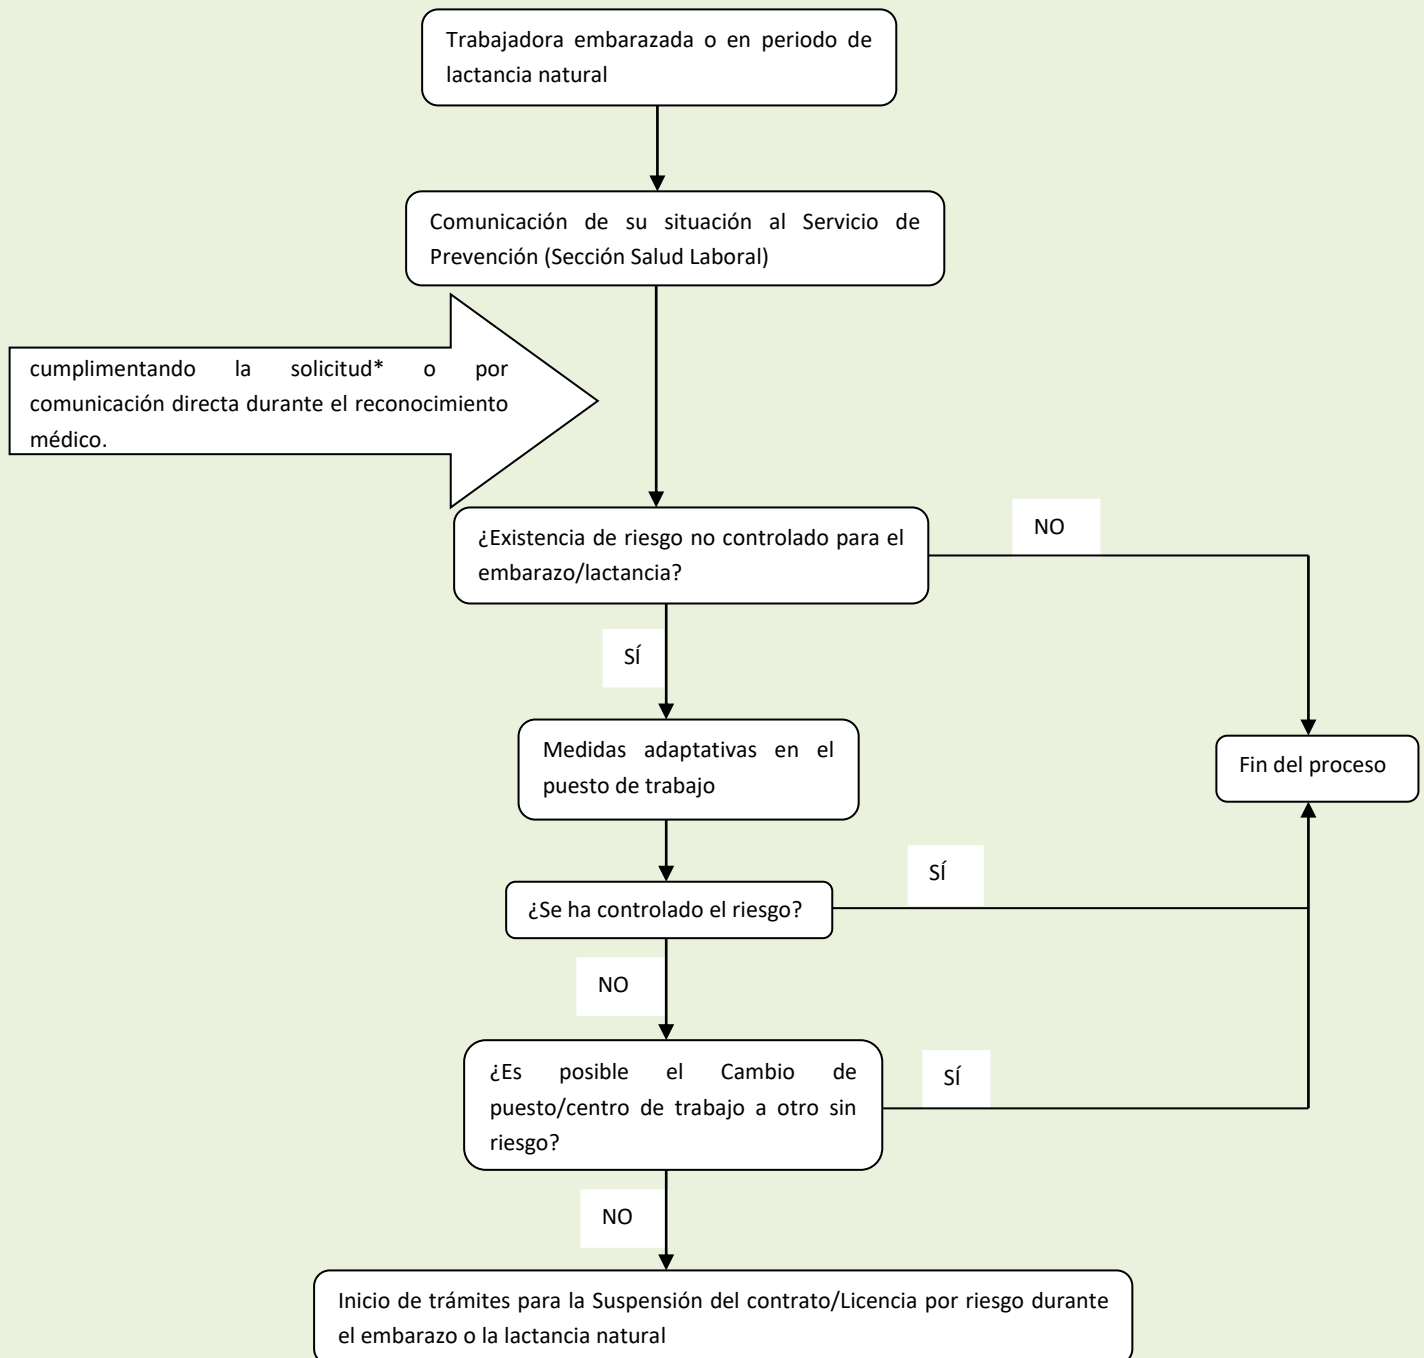 Trabajadora embarazada o en periodo de
lactancia natural
Comunicación de su situación al Servicio de
Prevención (Sección Salud Laboral)
cumplimentando la solicitud* o por
comunicación directa durante el reconocimiento
médico.
¿Existencia de riesgo no controlado para el
embarazo/lactancia?
NO
SÍ
Medidas adaptativas en el
puesto de trabajo
Fin del proceso
¿Se ha controlado el riesgo?
SÍ
NO
¿Es posible el Cambio de
puesto/centro de trabajo a otro sin
riesgo?
SÍ
NO
Inicio de trámites para la Suspensión del contrato/Licencia por riesgo durante
el embarazo o la lactancia natural